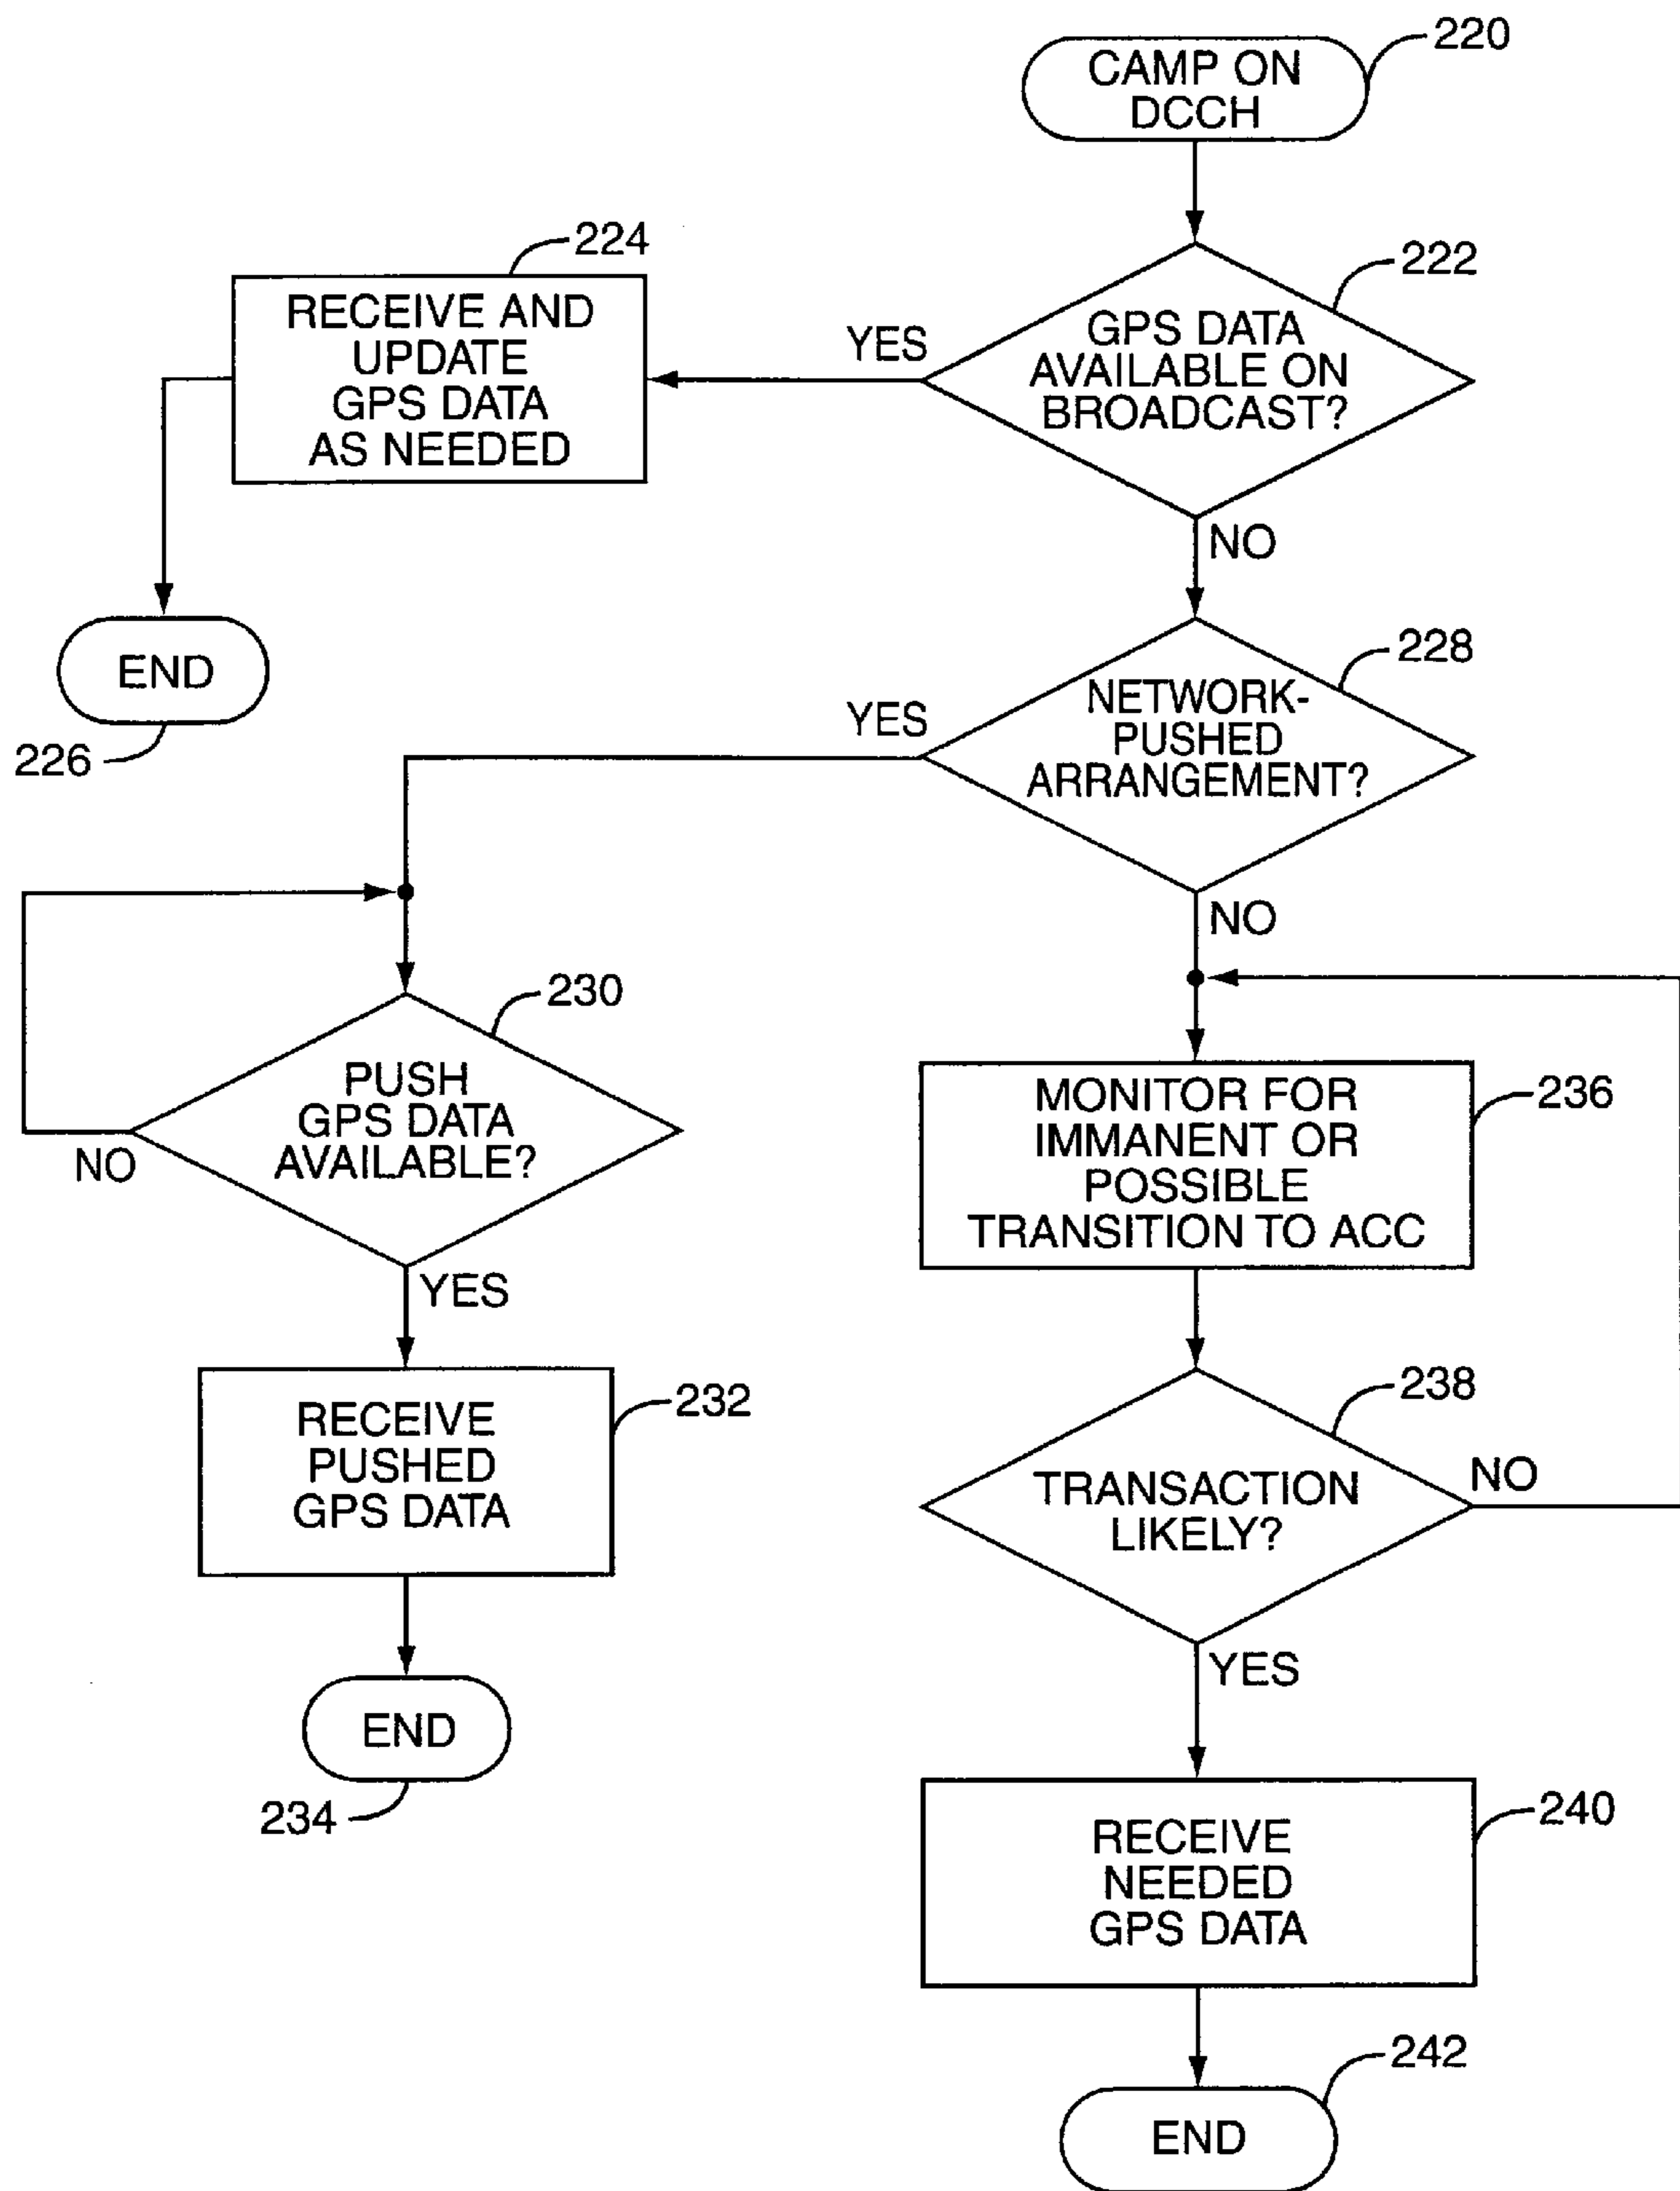 CAMP ON
DCCH
220
GPS DATA
AVAILABLE ON
BROADCAST?
222
YES
NO
RECEIVE AND
UPDATE
GPS DATA
AS NEEDED
224
END
226
NETWORK-
PUSHED
ARRANGEMENT?
228
YES
NO
PUSH
GPS DATA
AVAILABLE?
230
NO
YES
RECEIVE
PUSHED
GPS DATA
232
END
234
MONITOR FOR
IMMANENT OR
POSSIBLE
TRANSITION TO ACC
236
TRANSACTION
LIKELY?
238
NO
YES
RECEIVE
NEEDED
GPS DATA
240
END
242